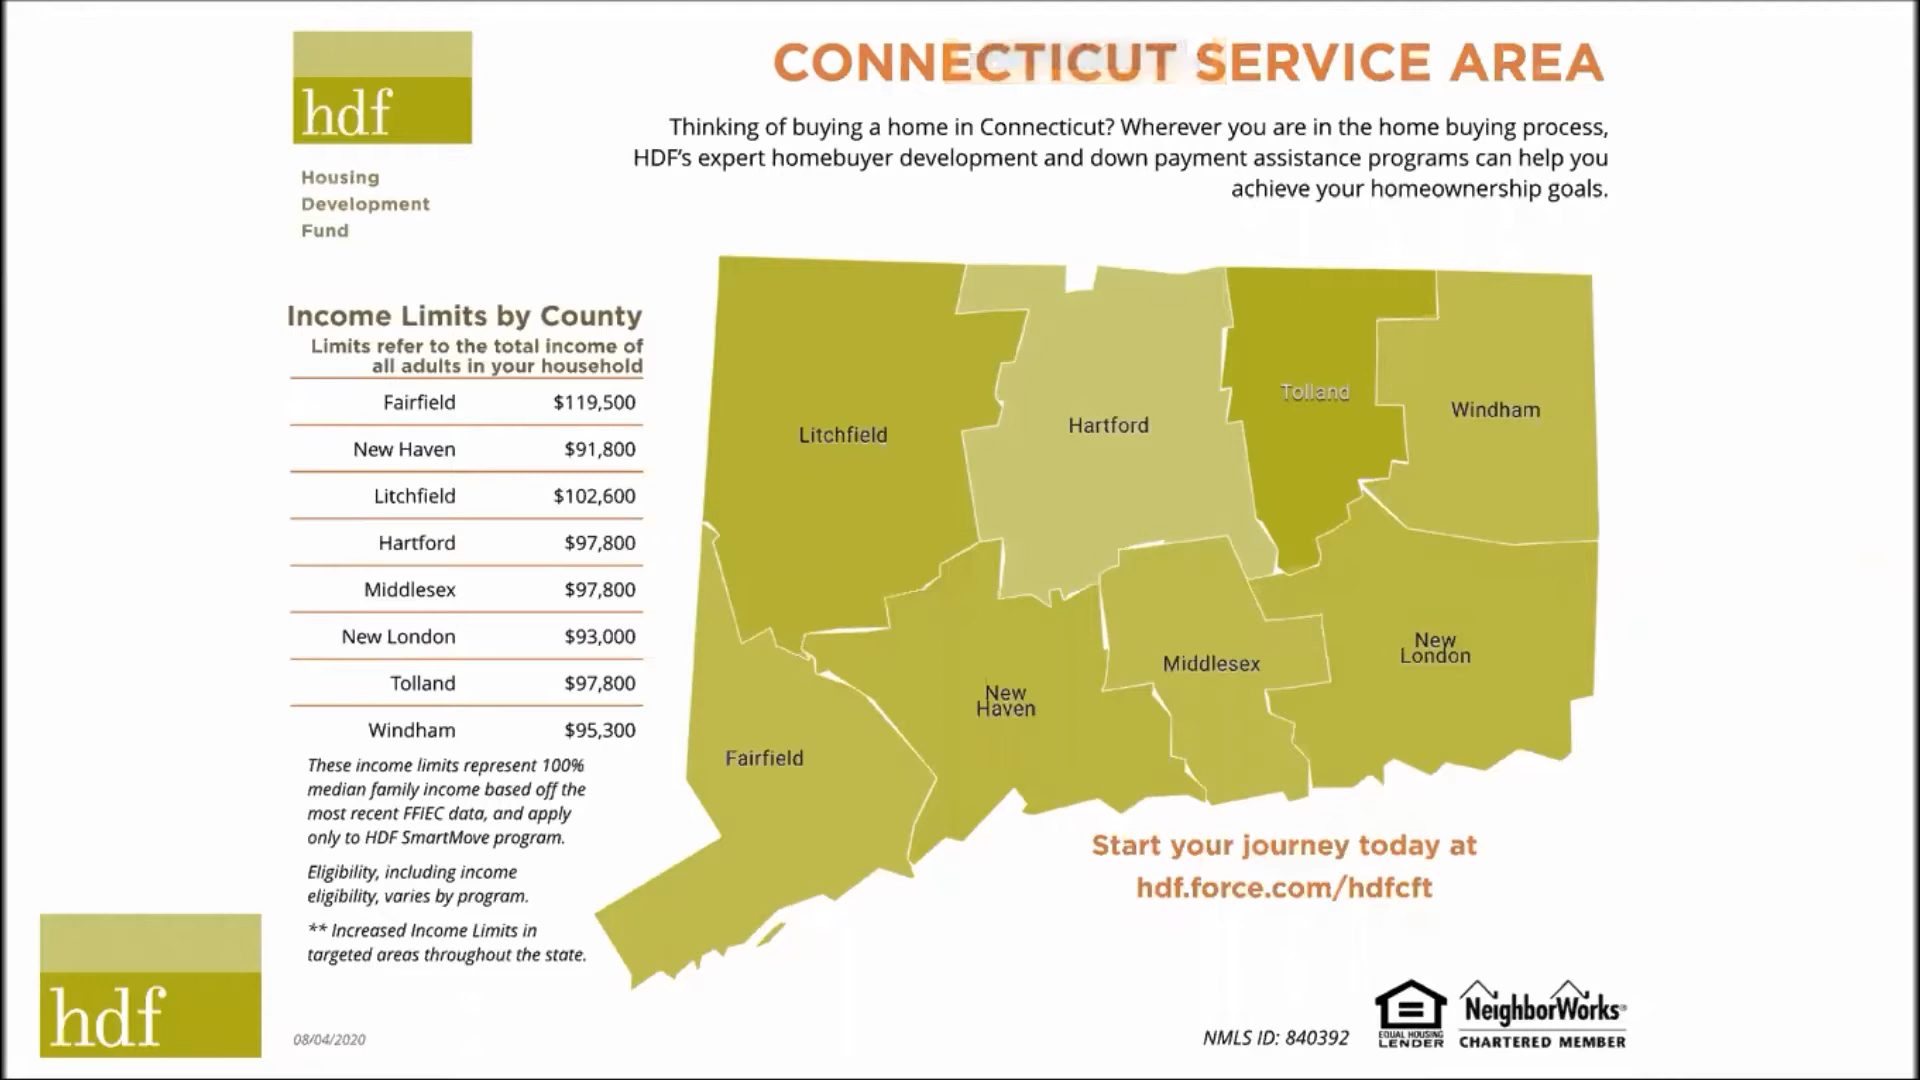 hdf
Housing
Development
Fund
CONNECTICUT SERVICE AREA
Thinking of buying a home in Connecticut? Wherever you are in the home buying process,
HDF's expert homebuyer development and down payment assistance programs can help you
achieve your homeownership goals.
Income Limits by County
Limits refer to the total income of
all adults in your household
Fairfield $119,500
New Haven $91,800
Litchfield $102,600
Hartford $97,800
Middlesex $97,800
New London $93,000
Tolland $97,800
Windham $95,300
These income limits represent 100%
median family income based off the
most recent FFIEC data, and apply
only to HDF SmartMove program.
Eligibility, including income
eligibility, varies by program.
** Increased Income Limits in
targeted areas throughout the state.
Litchfield
Hartford
Tolland
Windham
New
London
Middlesex
New
Haven
Fairfield
Start your journey today at
hdf.force.com/hdfcft
hdf
08/04/2020
NMLS ID: 840392
EQUAL HOUSING
LENDER
NeighborWorks®
CHARTERED MEMBER